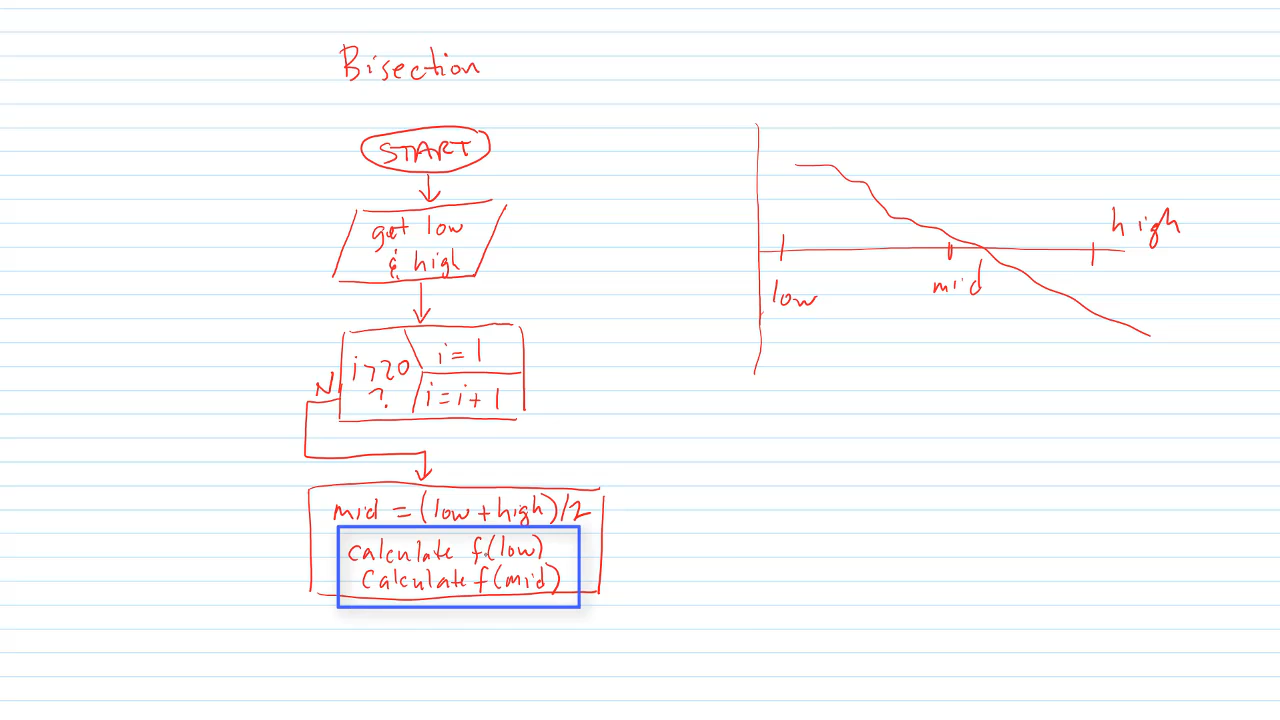 Bisection
START
get low
& high
i>20
?
i=1
i=i+1
N
mid = (low+high)/2
calculate f(low)
calculate f(mid)
low
mid
high